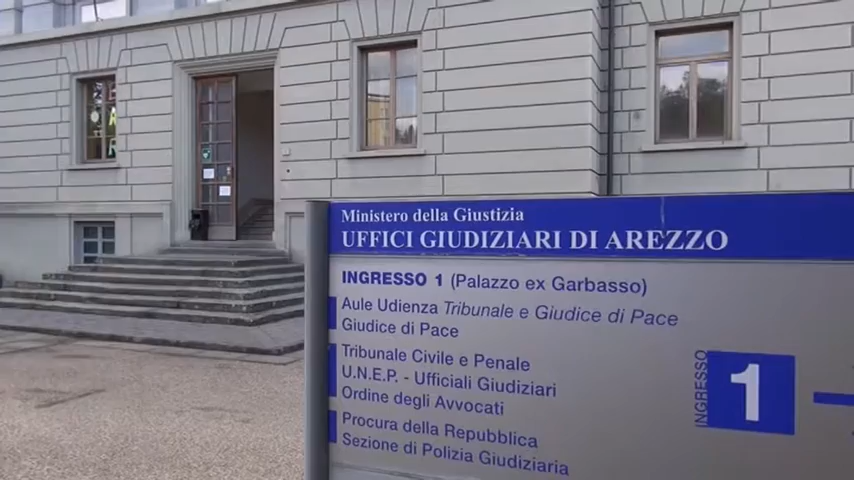 Ministero della Giustizia
UFFICI GIUDIZIARI DI AREZZO
INGRESSO 1 (Palazzo ex Garbasso)
Aule Udienza Tribunale e Giudice di Pace
Giudice di Pace
Tribunale Civile e Penale
U.N.E.P. - Ufficiali Giudiziari
Ordine degli Avvocati
Procura della Repubblica
Sezione di Polizia Giudiziaria
INGRESSO
1